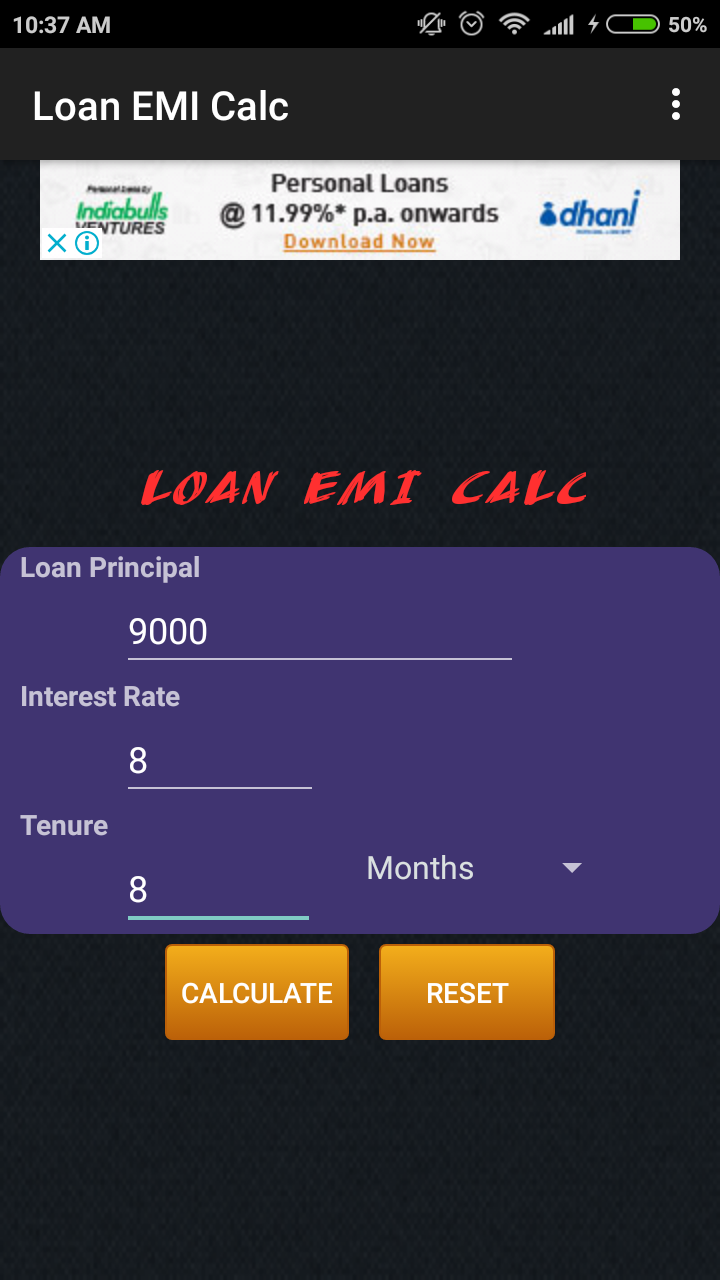 10:37 AM
50%
Loan EMI Calc
Personal Loans by
Indiabulls
VENTURES
Personal Loans
@ 11.99%* p.a. onwards
Download Now
dhani
LOAN EMI CALC
Loan Principal
9000
Interest Rate
8
Tenure
Months
8
CALCULATE
RESET